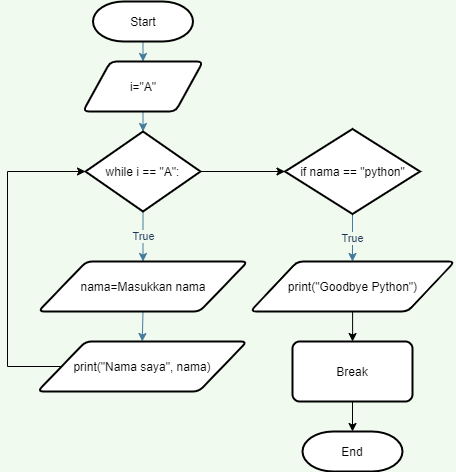 Start
i="A"
while i == "A":
True
nama=Masukkan nama
print("Nama saya", nama)
if nama == "python"
True
print("Goodbye Python")
Break
End